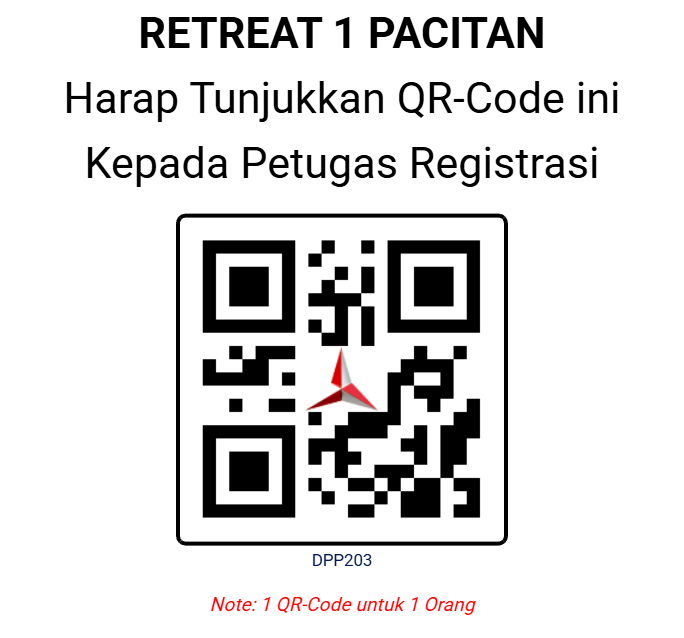 RETREAT 1 PACITAN
Harap Tunjukkan QR-Code ini
Kepada Petugas Registrasi
DPP203
Note: 1 QR-Code untuk 1 Orang